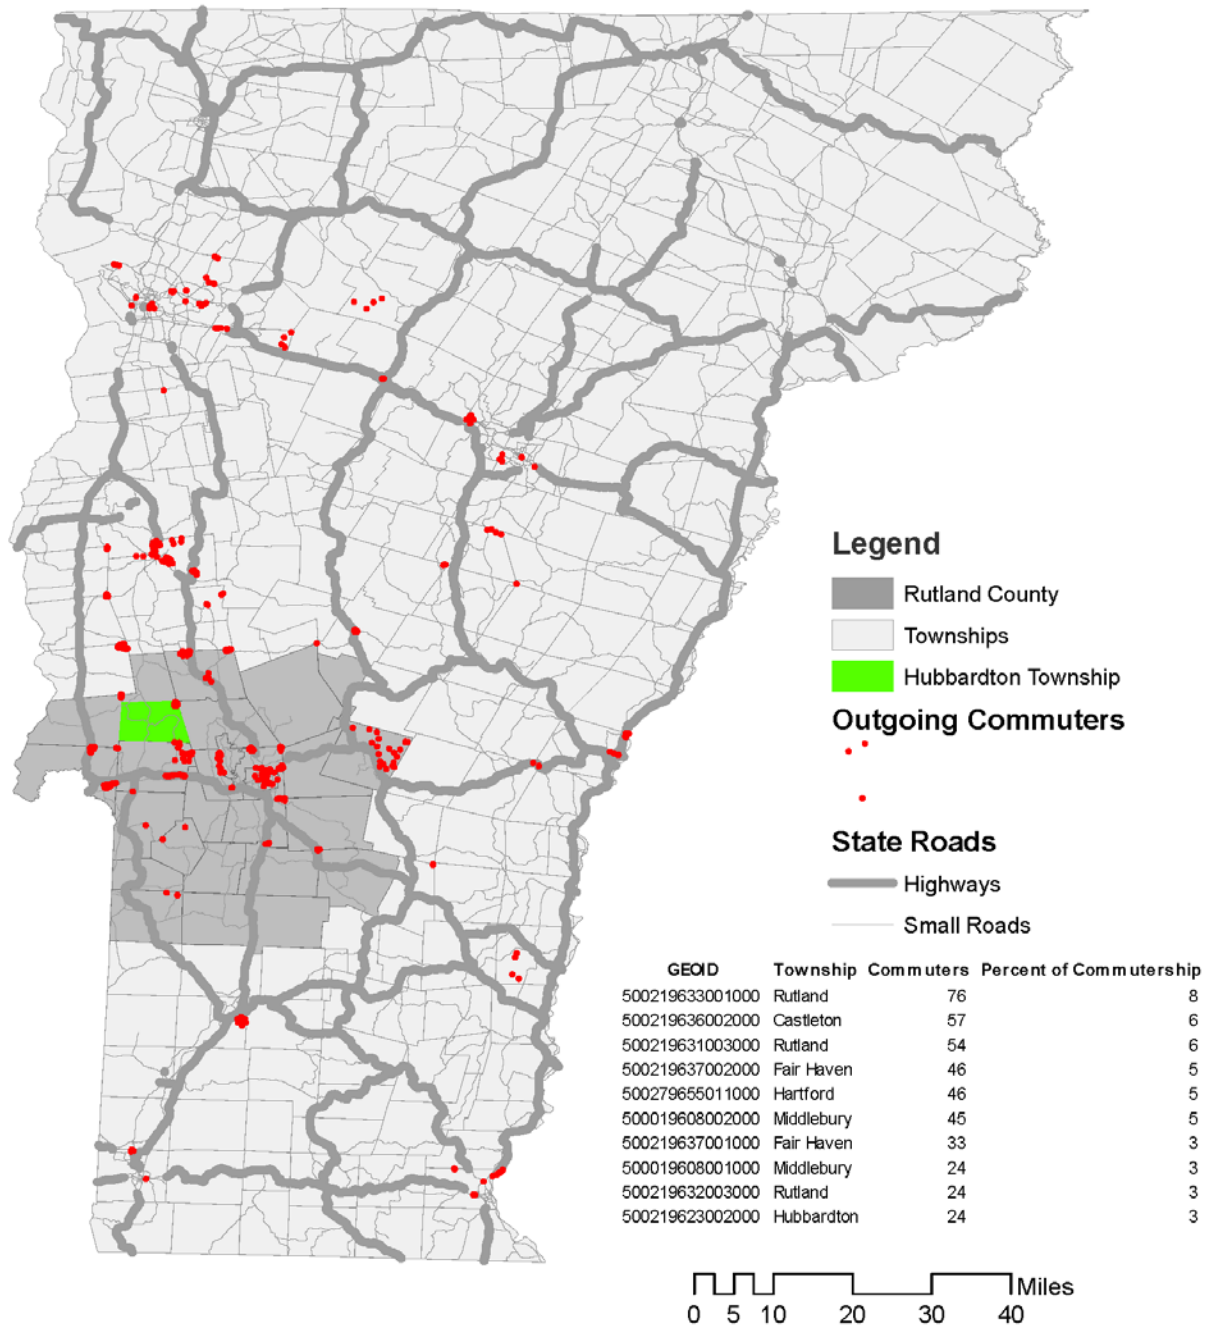 Legend
Rutland County
Townships
Hubbardton Township
Outgoing Commuters
State Roads
Highways
Small Roads
GEOID Township Commuters Percent of Commutership
500219633001000 Rutland 76 8
500219636002000 Castleton 57 6
500219631003000 Rutland 54 6
500219637002000 Fair Haven 46 5
500279655011000 Hartford 46 5
500019608002000 Middlebury 45 5
500219637001000 Fair Haven 33 3
500019608001000 Middlebury 24 3
500219632003000 Rutland 24 3
500219623002000 Hubbardton 24 3
Miles
0 5 10 20 30 40